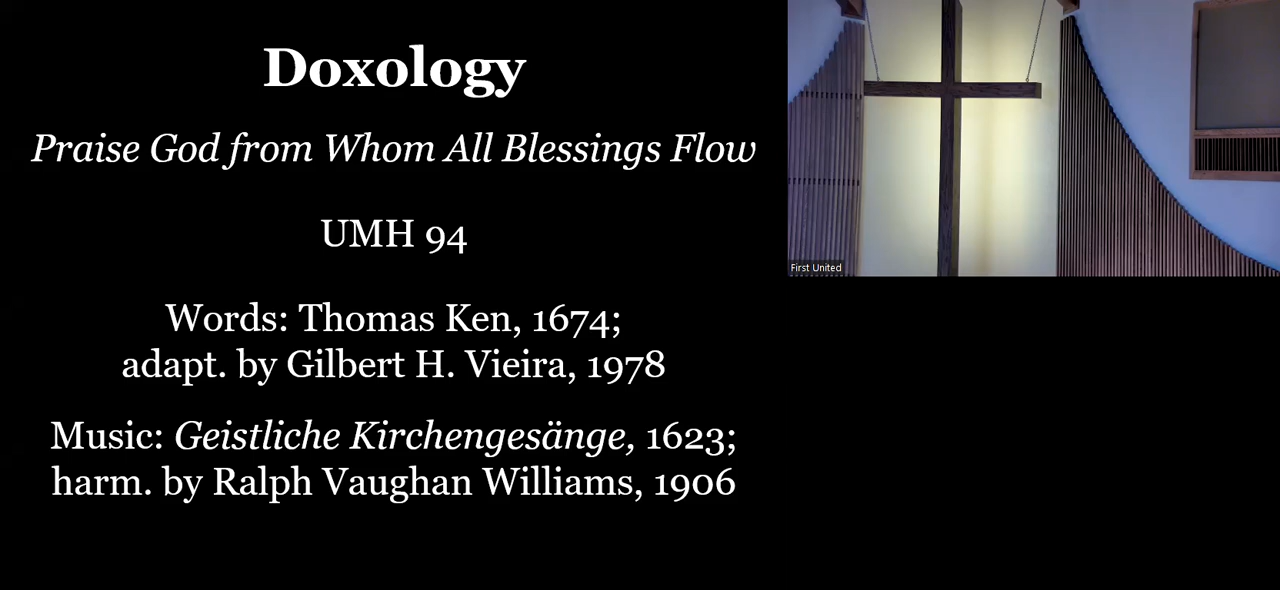 Doxology
Praise God from Whom All Blessings Flow
UMH 94
Words: Thomas Ken, 1674;
adapt. by Gilbert H. Vieira, 1978
Music: Geistliche Kirchengesänge, 1623;
harm. by Ralph Vaughan Williams, 1906
First United